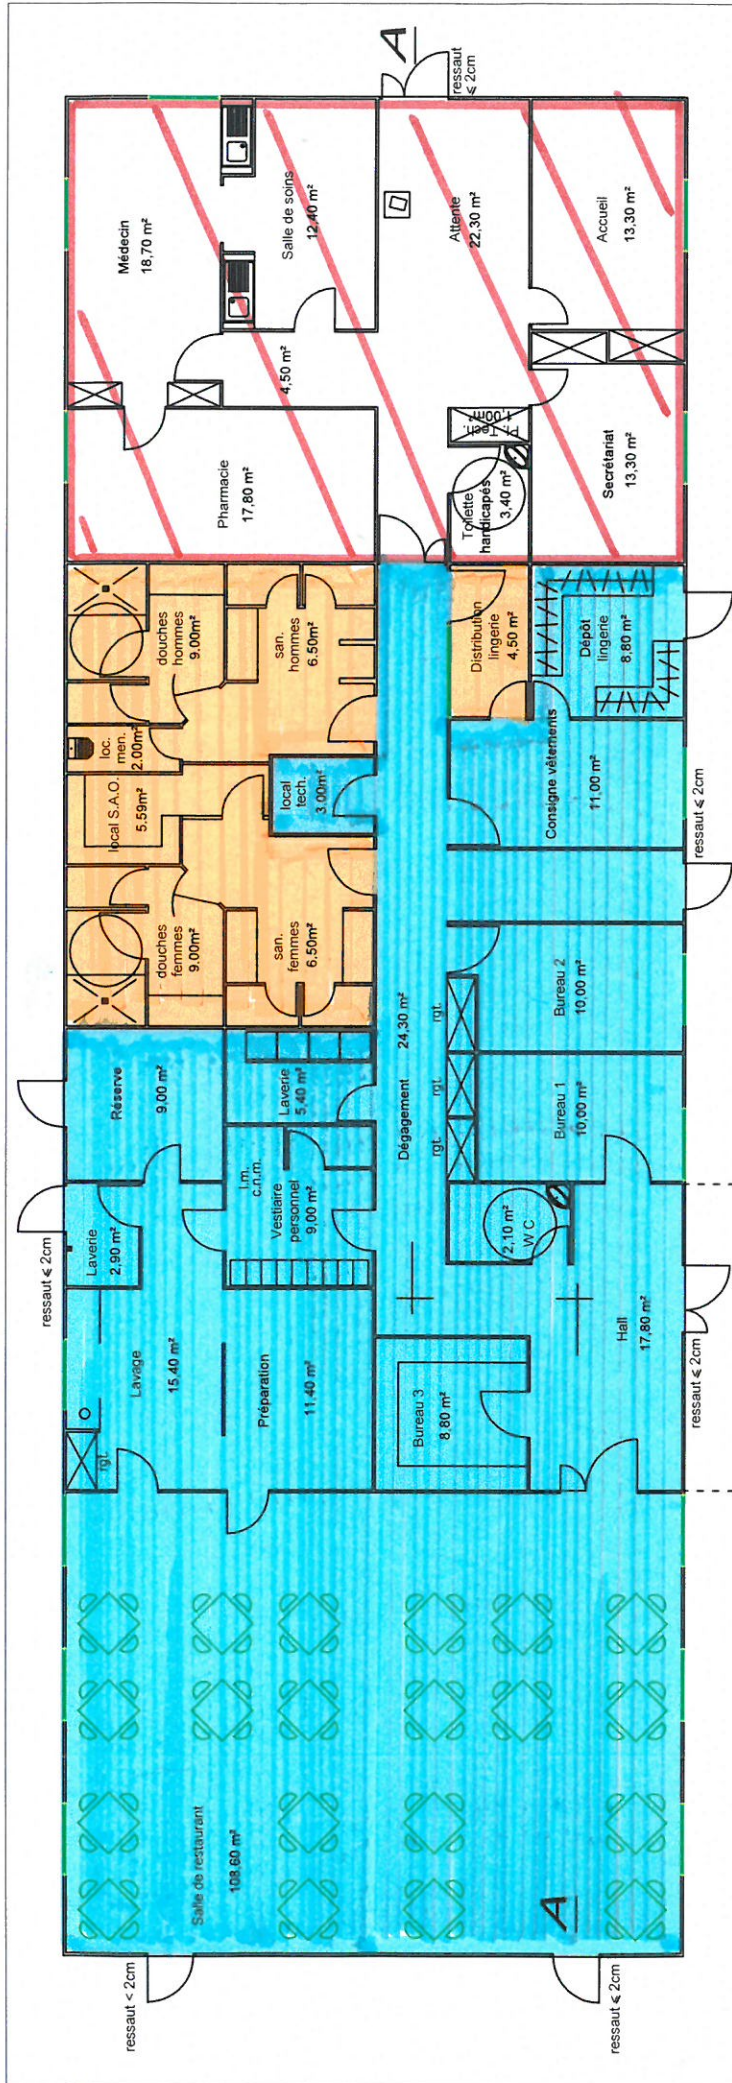 ressaut < 2cm
ressaut ⩽ 2cm
Salle de restaurant
108,60 m²
A
rgt.
Lavage
15,40 m²
Préparation
11,40 m²
Bureau 3
8,80 m²
Hall
17,80 m²
ressaut ⩽ 2cm
ressaut ⩽ 2cm
Laverie
2,90 m²
Réserve
9,00 m²
l.m.
c.n.m.
Vestiaire
personnel
9,00 m²
Laverie
5,40 m²
Dégagement
24,30 m²
2,10 m²
W C
rgt.
rgt.
rgt.
Bureau 1
10,00 m²
Bureau 2
10,00 m²
ressaut ⩽ 2cm
douches
femmes
9.00m²
san.
femmes
6.50m²
local S.A.O.
5.59m²
loc.
men.
2.00m²
local
tech.
3.00m²
douches
hommes
9.00m²
san.
hommes
6.50m²
Consigne vêtements
11,00 m²
Distribution
lingerie
4,50 m²
Dépôt
lingerie
8,80 m²
Pharmacie
17,80 m²
4,50 m²
Toilette
handicapés
3,40 m²
Pl. Tech.
1,00m²
Secrétariat
13,30 m²
Médecin
18,70 m²
Salle de soins
12,40 m²
Attente
22,30 m²
Accueil
13,30 m²
A
ressaut
⩽ 2cm